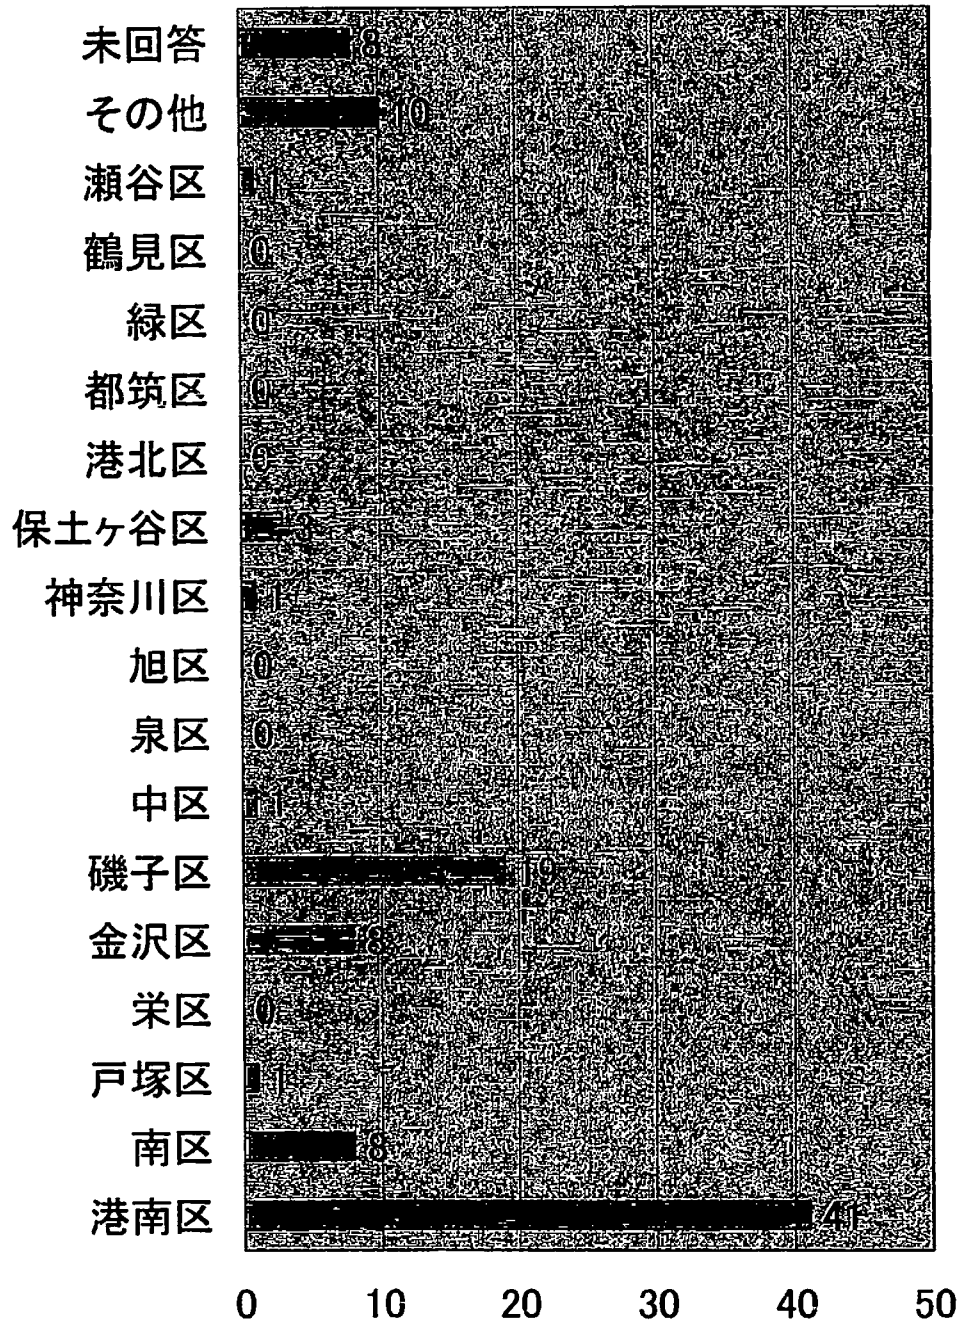 未回答 8
その他 10
瀬谷区 1
鶴見区 0
緑区 0
都筑区 0
港北区 0
保土ヶ谷区 3
神奈川区 1
旭区 0
泉区 0
中区 1
磯子区 19
金沢区 8
栄区 0
戸塚区 1
南区 8
港南区 41
0 10 20 30 40 50